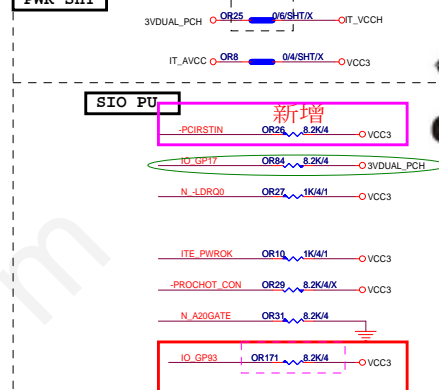 PWR SHT
3VDUAL_PCH OR25 0/6/SHT/X IT_VCCH
IT_AVCC OR8 0/4/SHT/X VCC3
SIO PU
新增
-PCIRSTIN OR26 8.2K/4 VCC3
IO_GP17 OR84 8.2K/4 3VDUAL_PCH
N_-LDRQ0 OR27 1K/4/1 VCC3
ITE_PWROK OR10 1K/4/1 VCC3
-PROCHOT_CON OR29 8.2K/4/X VCC3
N_A20GATE OR31 8.2K/4
IO_GP93 OR171 8.2K/4 VCC3